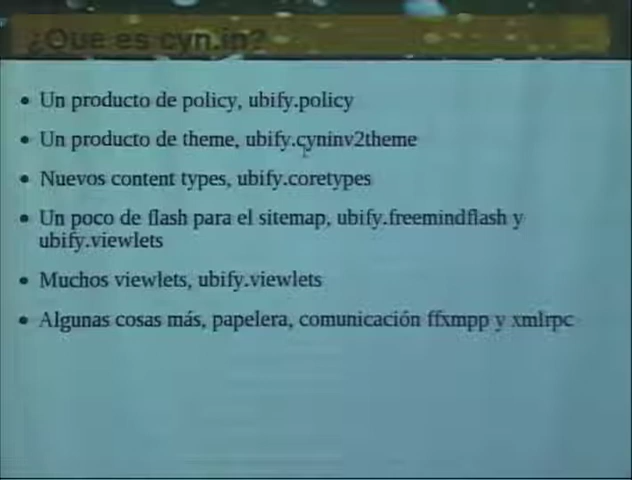 ¿Que es cyn.in?
• Un producto de policy, ubify.policy
• Un producto de theme, ubify.cyninv2theme
• Nuevos content types, ubify.coretypes
• Un poco de flash para el sitemap, ubify.freemindflash y
ubify.viewlets
• Muchos viewlets, ubify.viewlets
• Algunas cosas más, papelera, comunicación ffxmpp y xmlrpc